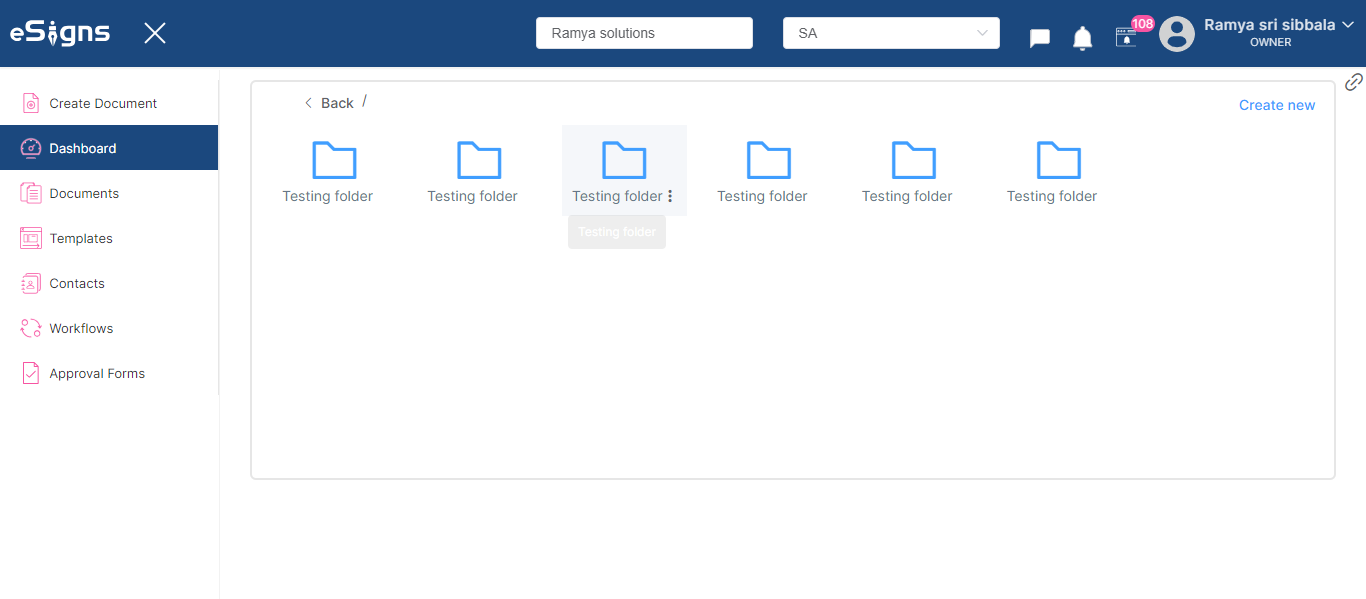 eSigns
Ramya solutions
SA
108
Ramya sri sibbala
OWNER
Create Document
Dashboard
Documents
Templates
Contacts
Workflows
Approval Forms
Back /
Create new
Testing folder
Testing folder
Testing folder
Testing folder
Testing folder
Testing folder
Testing folder